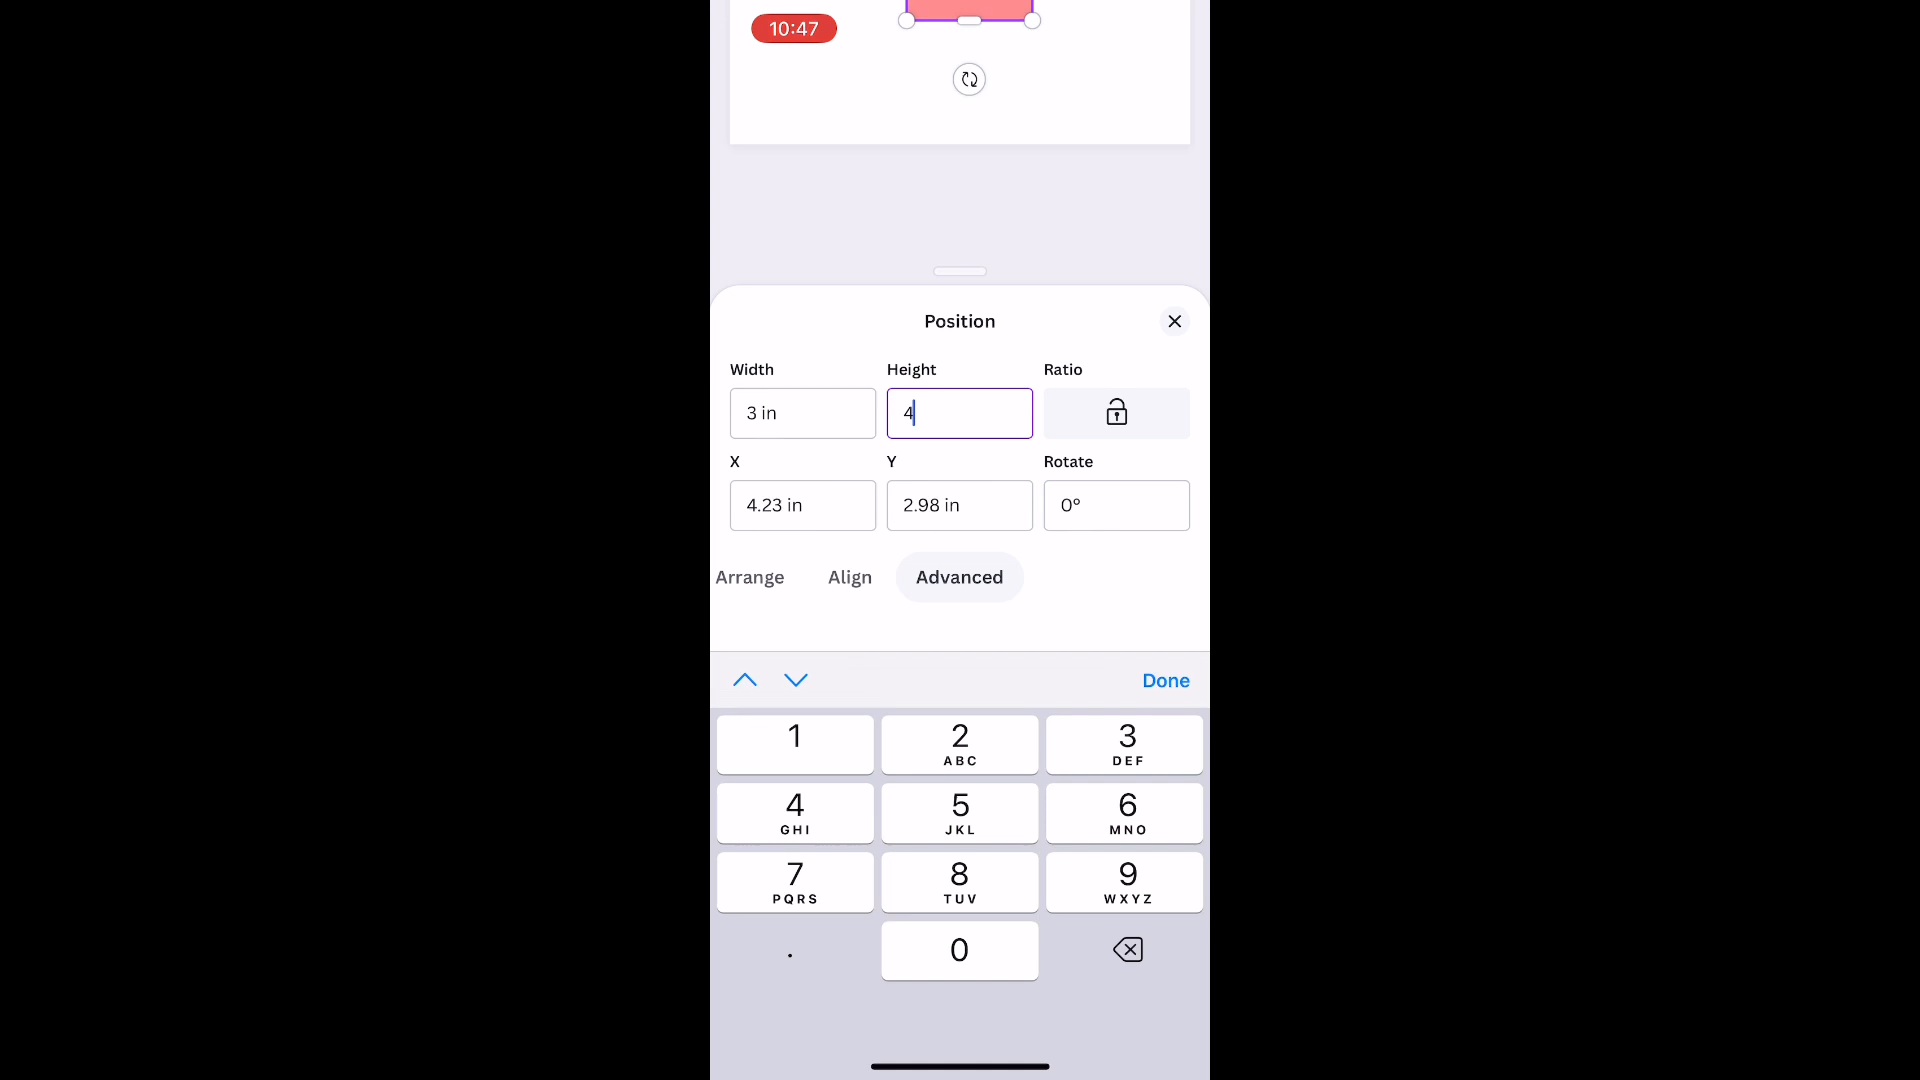 10:47
Position
Width Height Ratio
3 in 4
X Y Rotate
4.23 in 2.98 in 0°
Arrange Align Advanced
Done
1 2 3
ABC DEF
4 5 6
GHI JKL MNO
7 8 9
PQRS TUV WXYZ
. 0